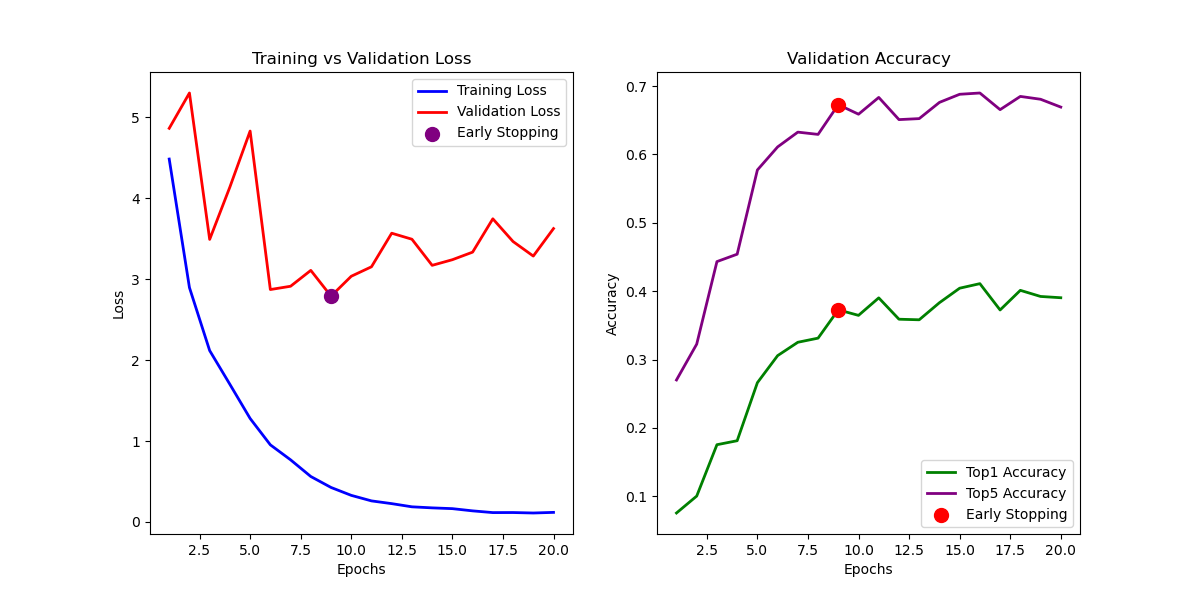 Training vs Validation Loss
Training Loss
Validation Loss
Early Stopping
5
4
3
2
1
0
Loss
2.5 5.0 7.5 10.0 12.5 15.0 17.5 20.0
Epochs
Validation Accuracy
0.7
0.6
0.5
0.4
0.3
0.2
0.1
Accuracy
Top1 Accuracy
Top5 Accuracy
Early Stopping
2.5 5.0 7.5 10.0 12.5 15.0 17.5 20.0
Epochs